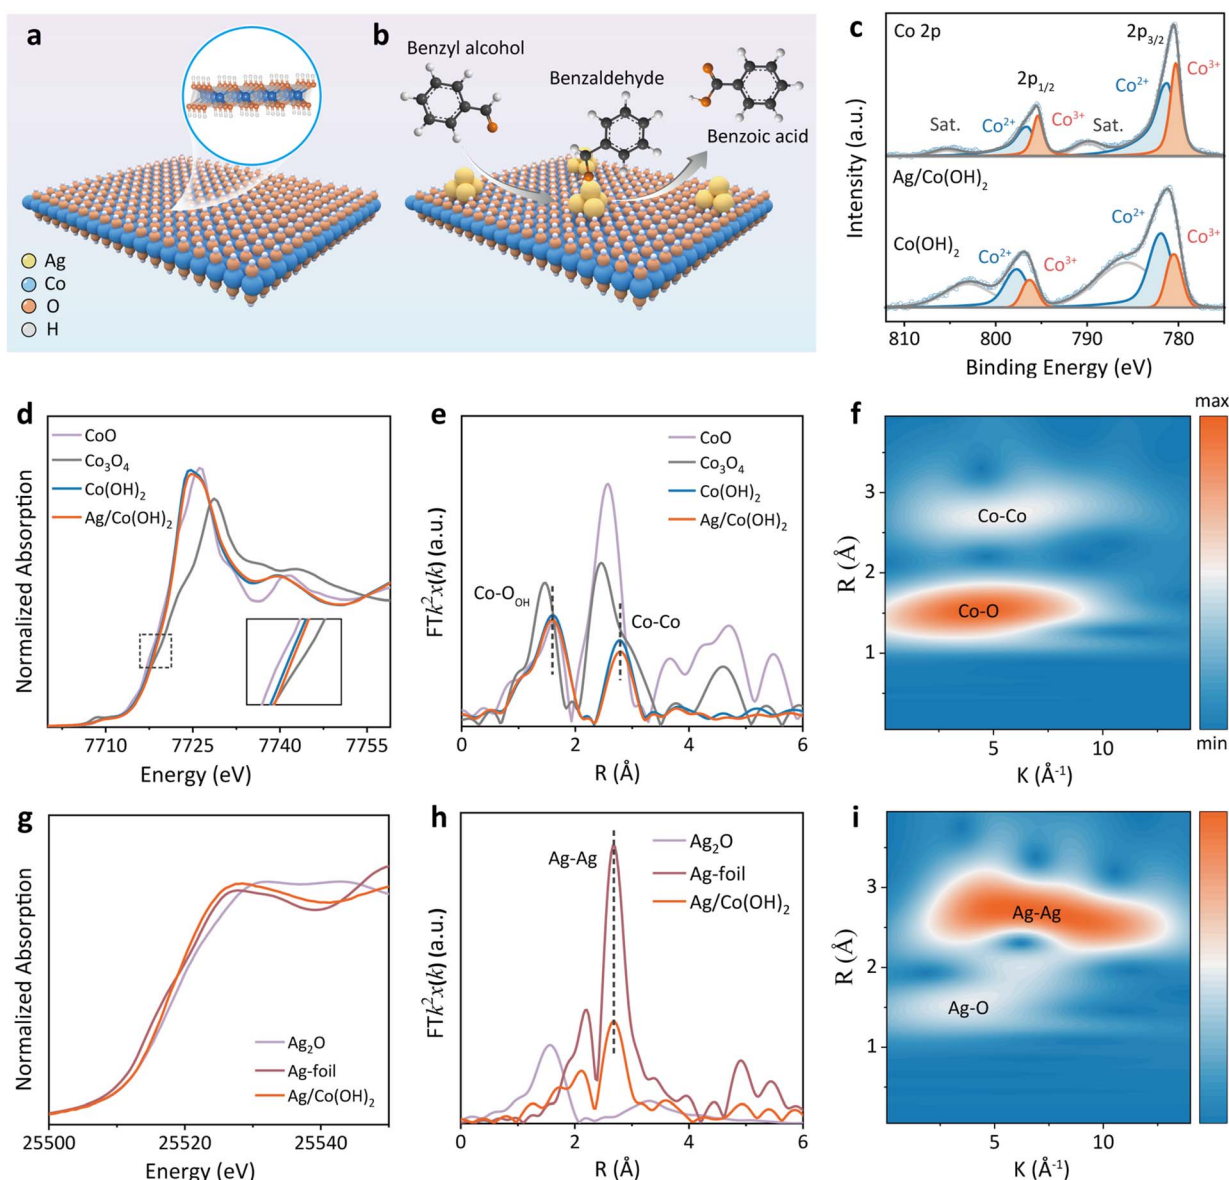 a
Ag
Co
O
H
b
Benzyl alcohol
Benzaldehyde
Benzoic acid
c
Co 2p
2p3/2
2p1/2
Co2+
Co3+
Sat.
Co2+
Co3+
Sat.
Ag/Co(OH)2
Co(OH)2
Co2+
Co3+
Co2+
Co3+
Intensity (a.u.)
810 800 790 780
Binding Energy (eV)
d
CoO
Co3O4
Co(OH)2
Ag/Co(OH)2
Normalized Absorption
7710 7725 7740 7755
Energy (eV)
e
CoO
Co3O4
Co(OH)2
Ag/Co(OH)2
Co-OOH
Co-Co
FTk2x(k) (a.u.)
0 2 4 6
R (Å)
f
max
Co-Co
Co-O
3
2
1
R (Å)
min
5 10
K (Å-1)
g
Ag2O
Ag-foil
Ag/Co(OH)2
Normalized Absorption
25500 25520 25540
Energy (eV)
h
Ag-Ag
Ag2O
Ag-foil
Ag/Co(OH)2
FTk2x(k) (a.u.)
0 2 4 6
R (Å)
i
Ag-Ag
Ag-O
3
2
1
R (Å)
5 10
K (Å-1)